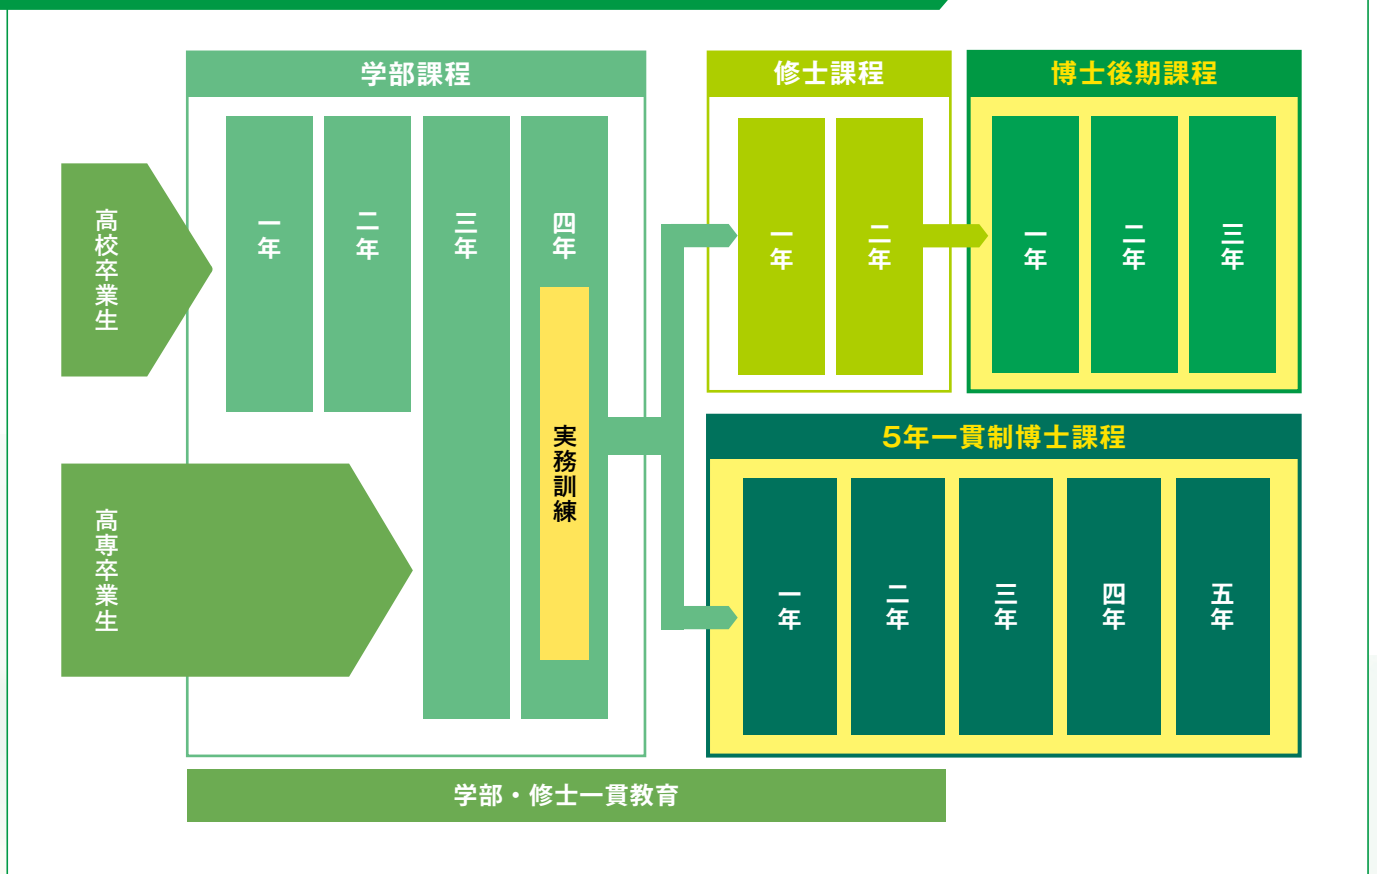 学部課程
修士課程
博士後期課程
高校卒業生
一年
二年
三年
四年
実務訓練
一年
二年
一年
二年
三年
高専卒業生
5年一貫制博士課程
一年
二年
三年
四年
五年
学部・修士一貫教育